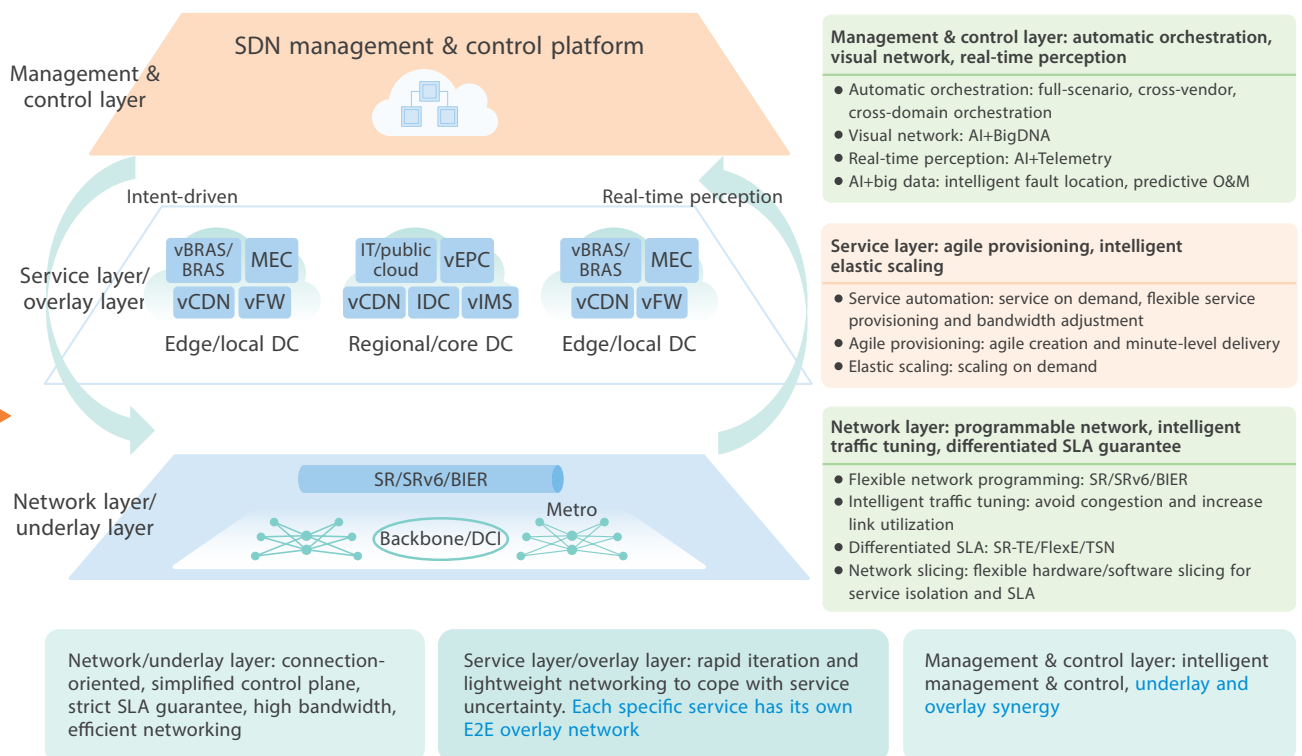 SDN management & control platform
Management &
control layer
Intent-driven
Real-time perception
Service layer/
overlay layer
vBRAS/
BRAS
MEC
vCDN
vFW
Edge/local DC
IT/public
cloud
vEPC
vCDN
IDC
vIMS
Regional/core DC
vBRAS/
BRAS
MEC
vCDN
vFW
Edge/local DC
Network layer/
underlay layer
SR/SRv6/BIER
Metro
Backbone/DCI
Management & control layer: automatic orchestration,
visual network, real-time perception
● Automatic orchestration: full-scenario, cross-vendor,
cross-domain orchestration
● Visual network: AI+BigDNA
● Real-time perception: AI+Telemetry
● AI+big data: intelligent fault location, predictive O&M
Service layer: agile provisioning, intelligent
elastic scaling
● Service automation: service on demand, flexible service
provisioning and bandwidth adjustment
● Agile provisioning: agile creation and minute-level delivery
● Elastic scaling: scaling on demand
Network layer: programmable network, intelligent
traffic tuning, differentiated SLA guarantee
● Flexible network programming: SR/SRv6/BIER
● Intelligent traffic tuning: avoid congestion and increase
link utilization
● Differentiated SLA: SR-TE/FlexE/TSN
● Network slicing: flexible hardware/software slicing for
service isolation and SLA
Network/underlay layer: connection-
oriented, simplified control plane,
strict SLA guarantee, high bandwidth,
efficient networking
Service layer/overlay layer: rapid iteration and
lightweight networking to cope with service
uncertainty. Each specific service has its own
E2E overlay network
Management & control layer: intelligent
management & control, underlay and
overlay synergy